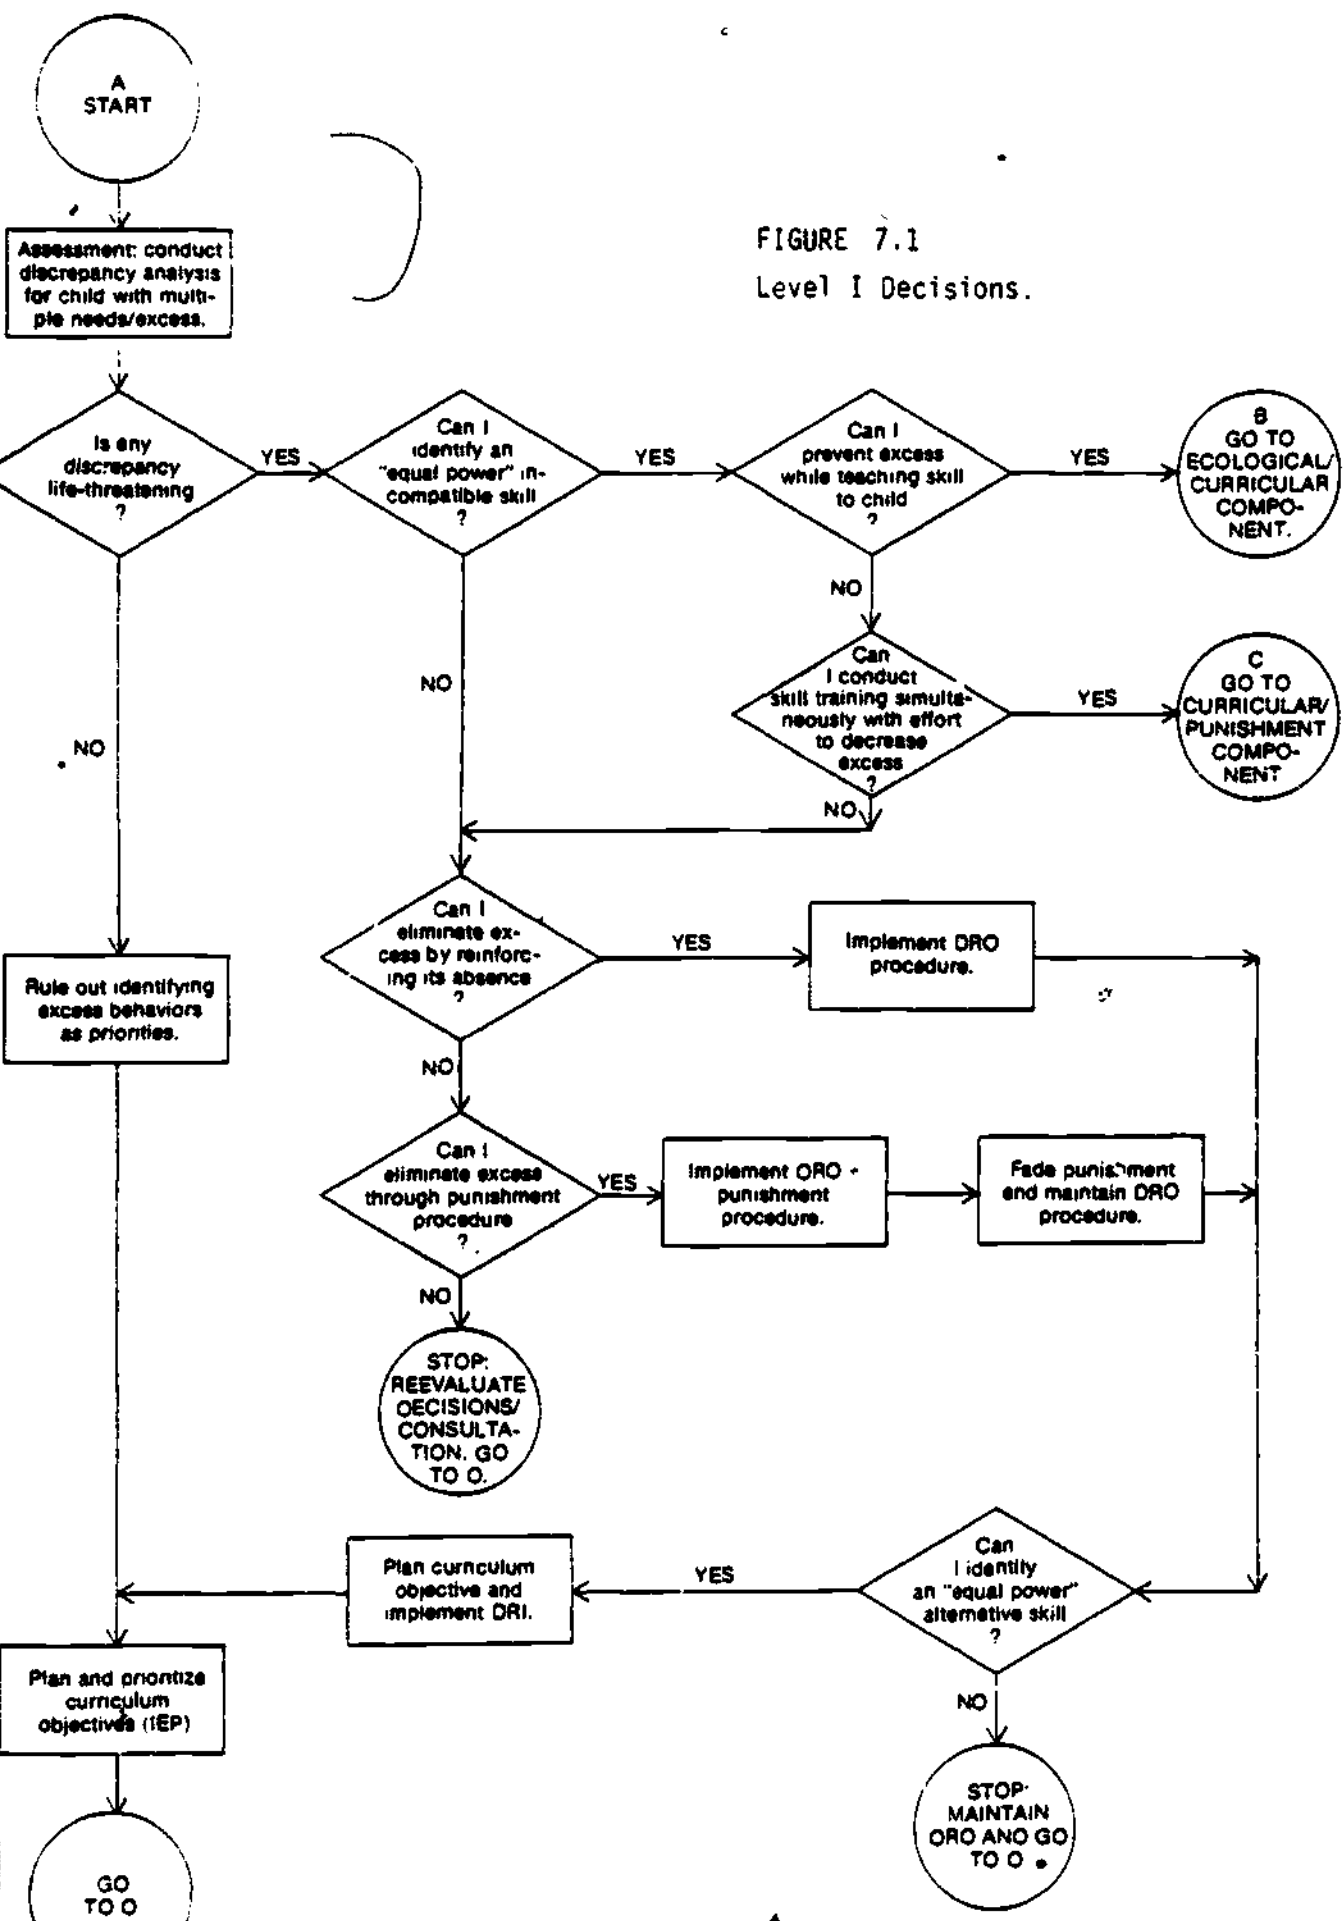 A
START
Assessment: conduct
discrepancy analysis
for child with multi-
ple needs/excess.
FIGURE 7.1
Level I Decisions.
Is any
discrepancy
life-threatening
?
YES
Can I
identify an
"equal power" in-
compatible skill
?
YES
Can I
prevent excess
while teaching skill
to child
?
YES
B
GO TO
ECOLOGICAL/
CURRICULAR
COMPO-
NENT.
NO
NO
NO
Can
I conduct
skill training simulta-
neously with effort
to decrease
excess
?
YES
C
GO TO
CURRICULAR/
PUNISHMENT
COMPO-
NENT
NO
Can I
eliminate ex-
cess by reinforc-
ing its absence
?
YES
Implement DRO
procedure.
Rule out identifying
excess behaviors
as priorities.
NO
Can I
eliminate excess
through punishment
procedure
?
YES
Implement DRO +
punishment
procedure.
Fade punishment
and maintain DRO
procedure.
NO
STOP:
REEVALUATE
DECISIONS/
CONSULTA-
TION. GO
TO O.
Can
I identify
an "equal power"
alternative skill
?
YES
Plan curriculum
objective and
implement DRI.
NO
Plan and prioritize
curriculum
objectives (IEP)
STOP:
MAINTAIN
DRO AND GO
TO O
GO
TO O